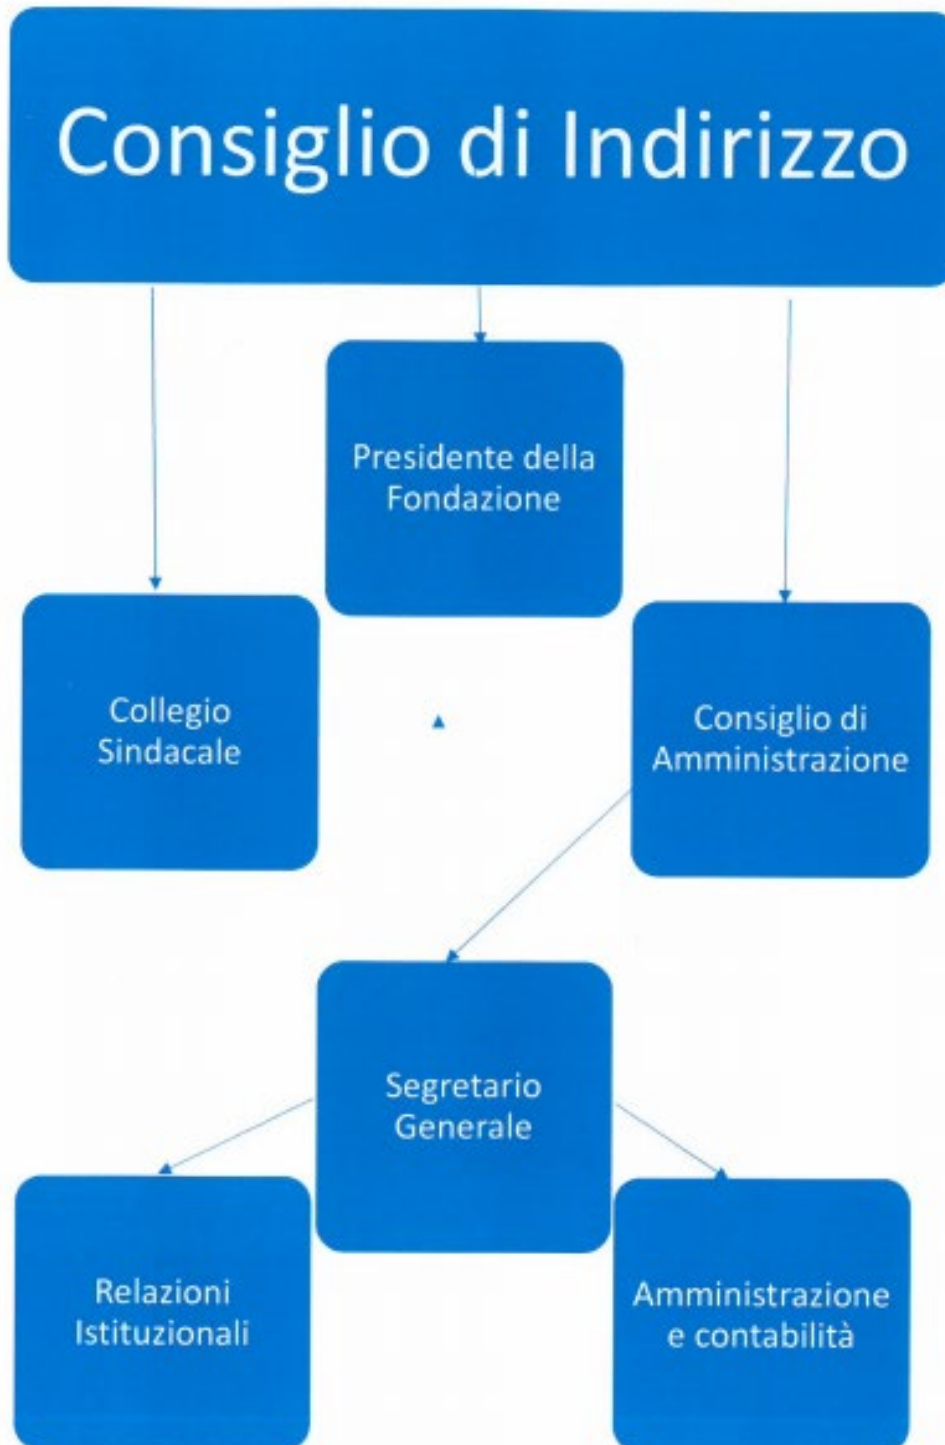 Consiglio di Indirizzo
Presidente della
Fondazione
Collegio
Sindacale
Consiglio di
Amministrazione
Segretario
Generale
Relazioni
Istituzionali
Amministrazione
e contabilità